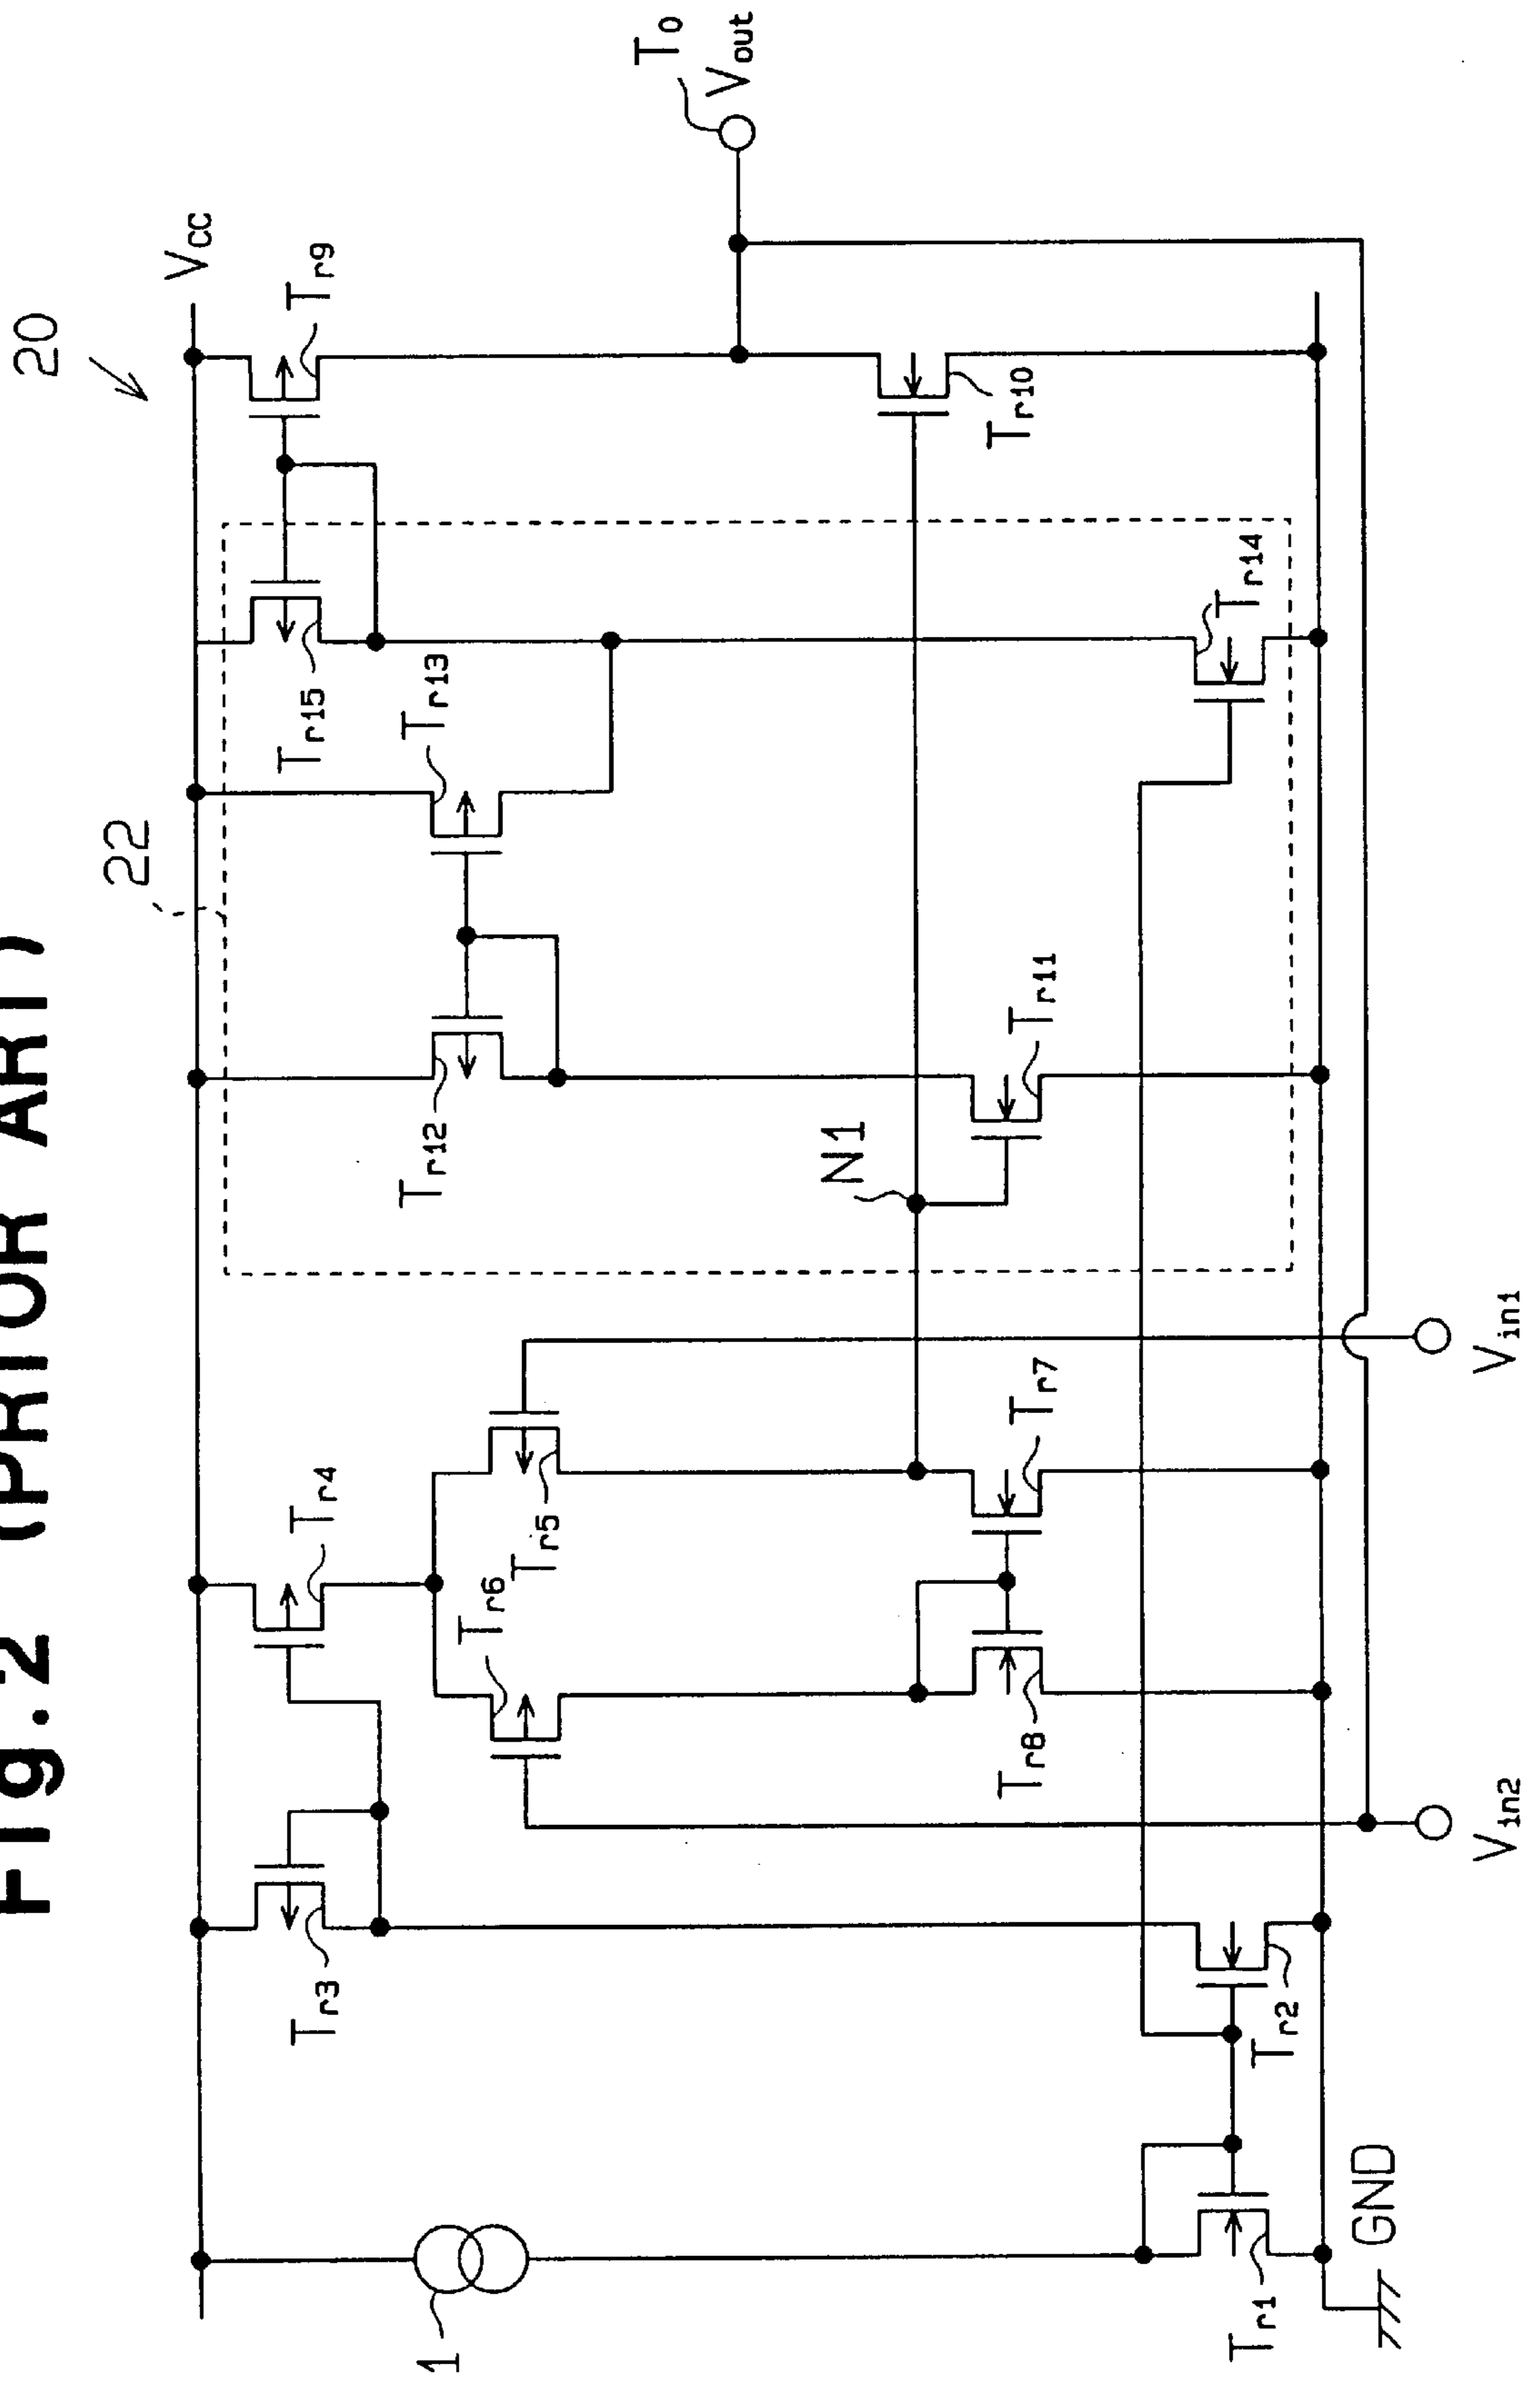 Fig.2 (PRIOR ART)
20
22
VCC
Tr3
Tr4
Tr12
Tr13
Tr15
Tr9
1
Tr6
Tr5
T0
Vout
N1
Tr10
Tr8
Tr7
Tr11
Tr1
Tr2
Tr14
GND
Vin2
Vin1